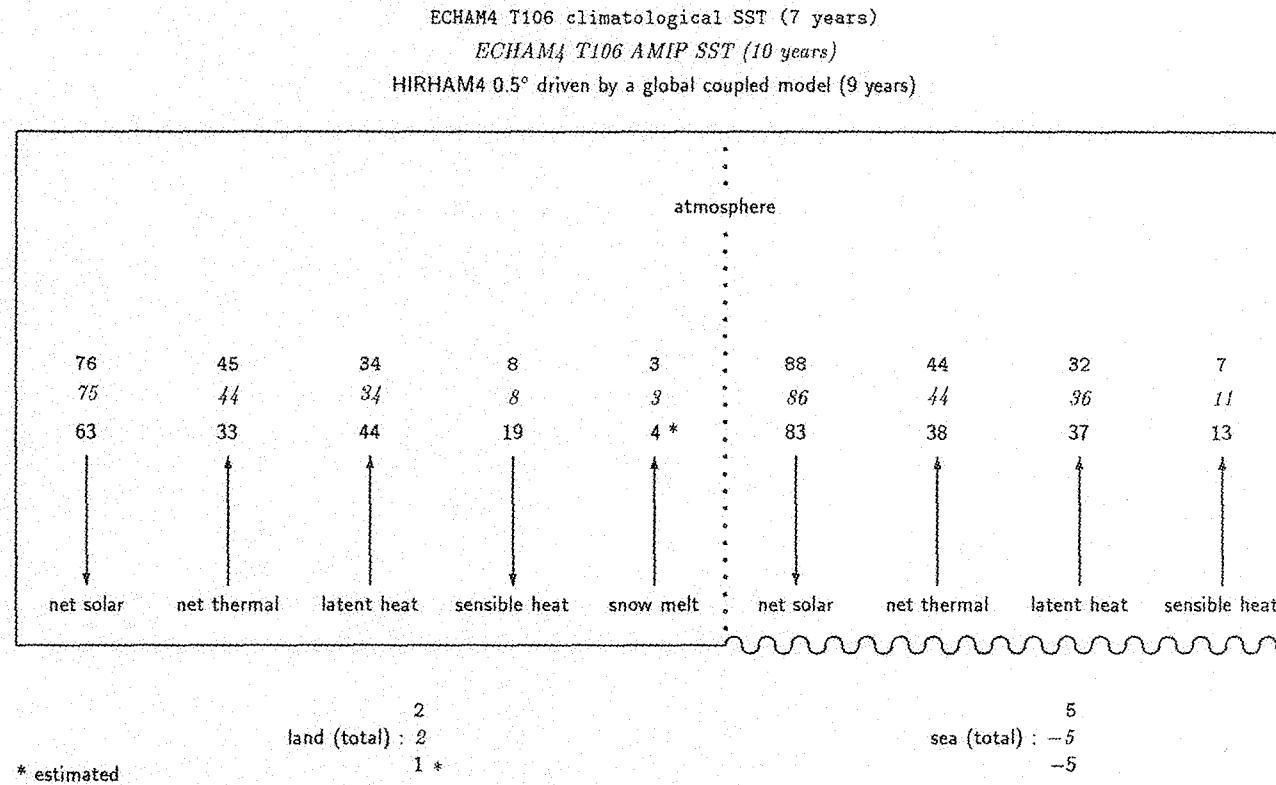 ECHAM4 T106 climatological SST (7 years)
ECHAM4 T106 AMIP SST (10 years)
HIRHAM4 0.5° driven by a global coupled model (9 years)
atmosphere
76 45 34 8 3 88 44 32 7
75 44 34 8 3 86 44 36 11
63 33 44 19 4 * 83 38 37 13
net solar net thermal latent heat sensible heat snow melt net solar net thermal latent heat sensible heat
2 5
land (total) : 2 sea (total) : −5
1 * −5
* estimated